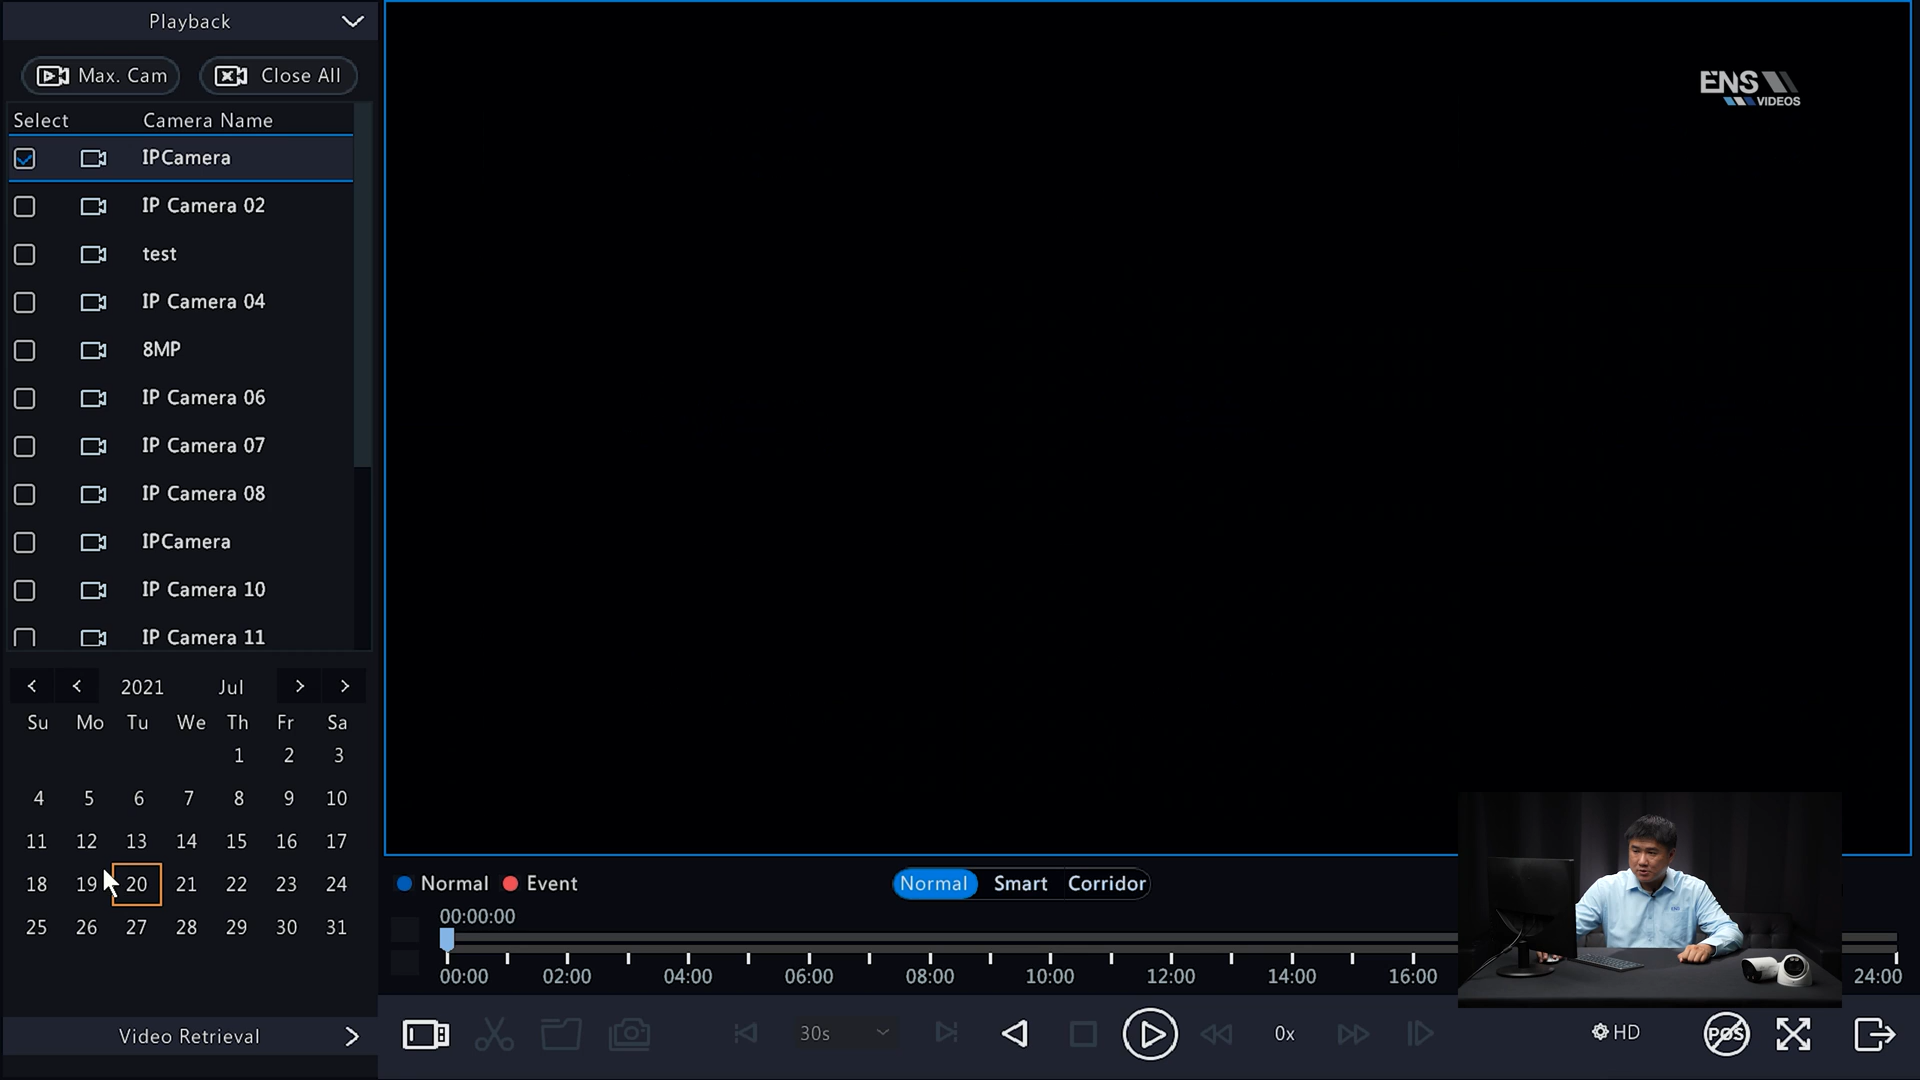 Playback
Max. Cam Close All
Select Camera Name
IPCamera
IP Camera 02
test
IP Camera 04
8MP
IP Camera 06
IP Camera 07
IP Camera 08
IPCamera
IP Camera 10
IP Camera 11
< < 2021 Jul > >
Su Mo Tu We Th Fr Sa
1 2 3
4 5 6 7 8 9 10
11 12 13 14 15 16 17
18 19 20 21 22 23 24
25 26 27 28 29 30 31
Video Retrieval >
ENS
VIDEOS
Normal Event Normal Smart Corridor
00:00:00
00:00 02:00 04:00 06:00 08:00 10:00 12:00 14:00 16:00 24:00
30s 0x HD POS